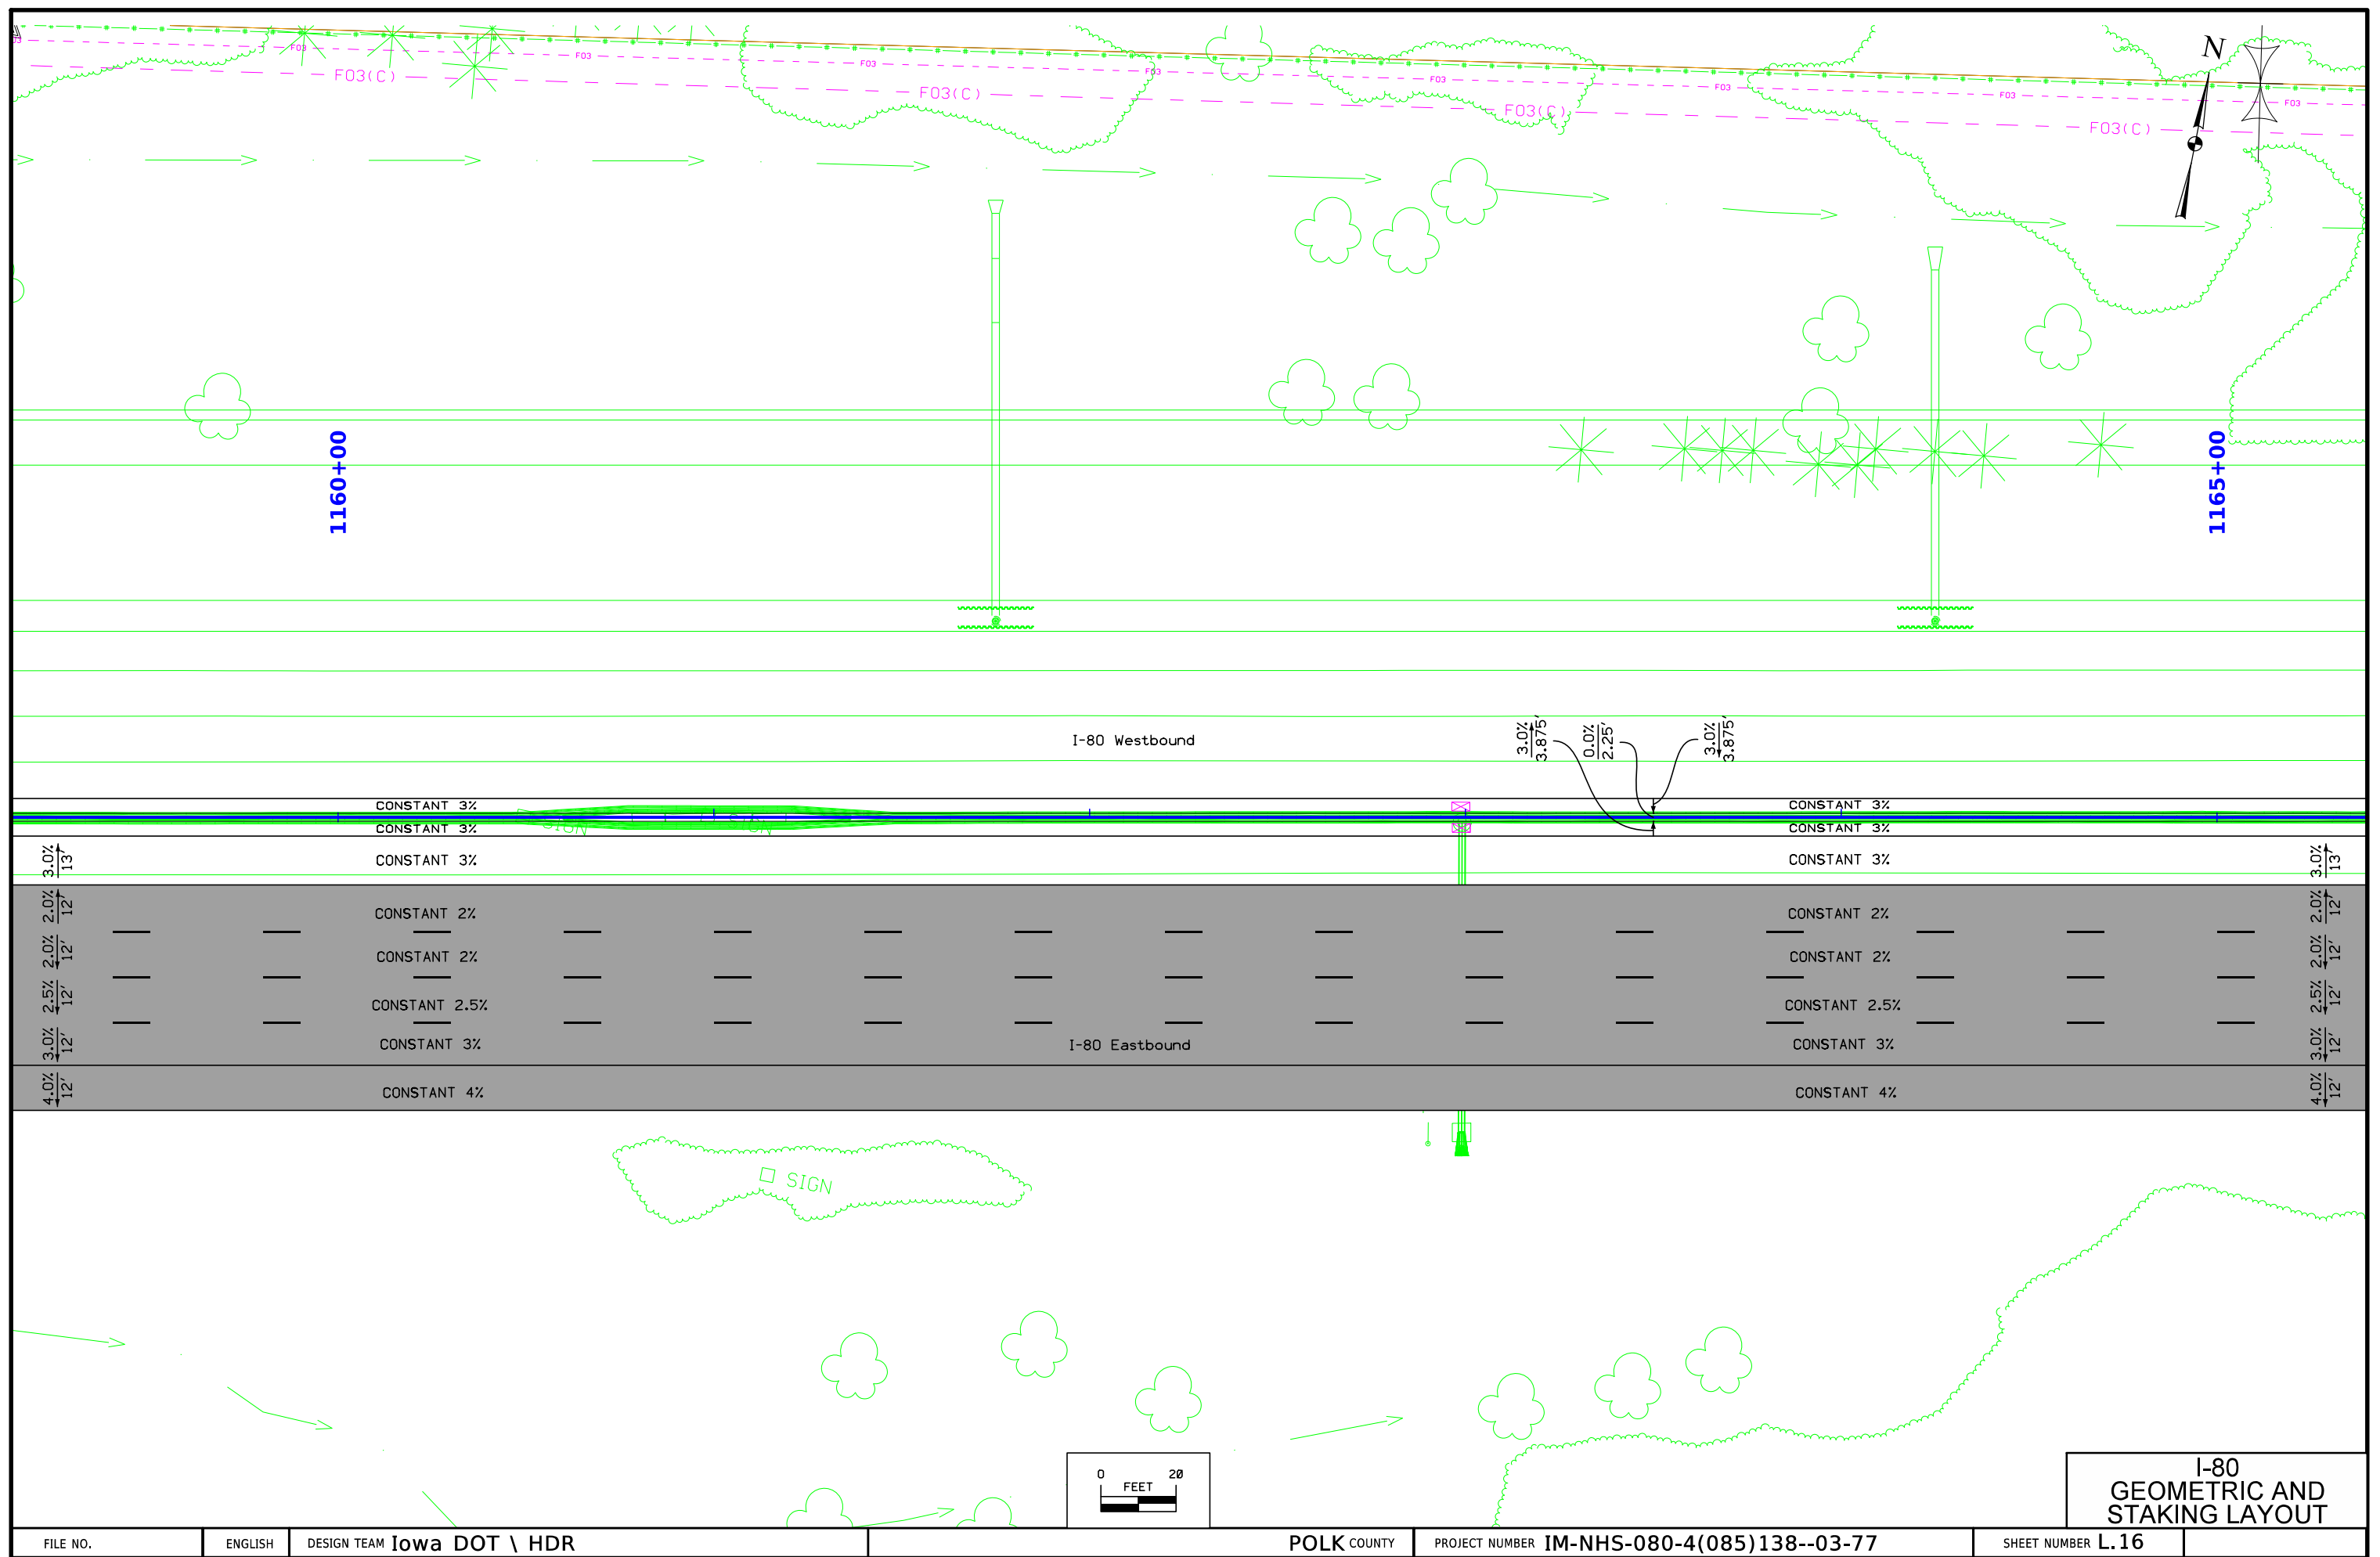 F03
F03
F03
F03
F03
F03
F03
F03
F03
F03(C)
F03(C)
F03(C)
F03(C)
N
1160+00
1165+00
I-80 Westbound
3.0%
3.875'
0.0%
2.25'
3.0%
3.875'
CONSTANT 3%
CONSTANT 3%
SIGN
SIGN
CONSTANT 3%
CONSTANT 3%
3.0%
13'
CONSTANT 3%
CONSTANT 3%
3.0%
13'
2.0%
12'
CONSTANT 2%
CONSTANT 2%
2.0%
12'
2.0%
12'
CONSTANT 2%
CONSTANT 2%
2.0%
12'
2.5%
12'
CONSTANT 2.5%
CONSTANT 2.5%
2.5%
12'
3.0%
12'
CONSTANT 3%
I-80 Eastbound
CONSTANT 3%
3.0%
12'
4.0%
12'
CONSTANT 4%
CONSTANT 4%
4.0%
12'
SIGN
0 20
FEET
I-80
GEOMETRIC AND
STAKING LAYOUT
FILE NO.
ENGLISH
DESIGN TEAM Iowa DOT \ HDR
POLK COUNTY
PROJECT NUMBER IM-NHS-080-4(085)138--03-77
SHEET NUMBER L.16